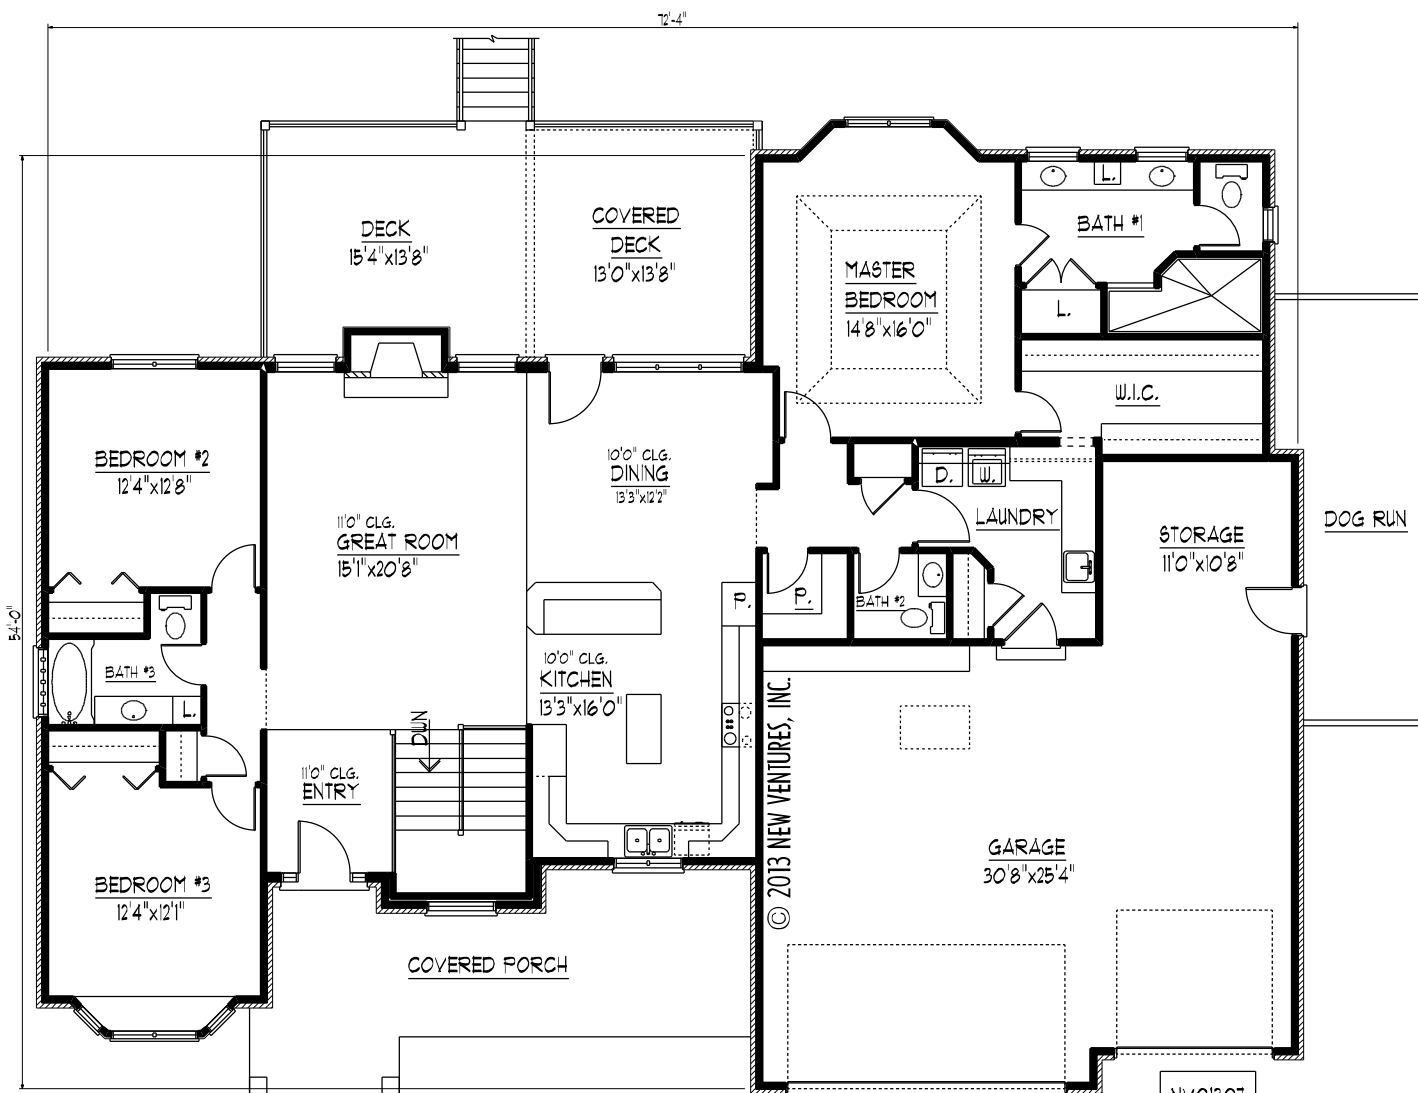 72'-4"
DECK
15'4"x13'8"
COVERED
DECK
13'0"x13'8"
MASTER
BEDROOM
14'8"x16'0"
L.
BATH #1
L.
W.I.C.
BEDROOM #2
12'4"x12'8"
11'0" CLG.
GREAT ROOM
15'1"x20'8"
10'0" CLG.
DINING
13'3"x12'2"
D.
W.
LAUNDRY
STORAGE
11'0"x10'8"
DOG RUN
54'-0"
P.
P.
BATH #2
BATH #3
L.
10'0" CLG.
KITCHEN
13'3"x16'0"
DWN
11'0" CLG.
ENTRY
© 2013 NEW VENTURES, INC.
GARAGE
30'8"x25'4"
BEDROOM #3
12'4"x12'1"
COVERED PORCH